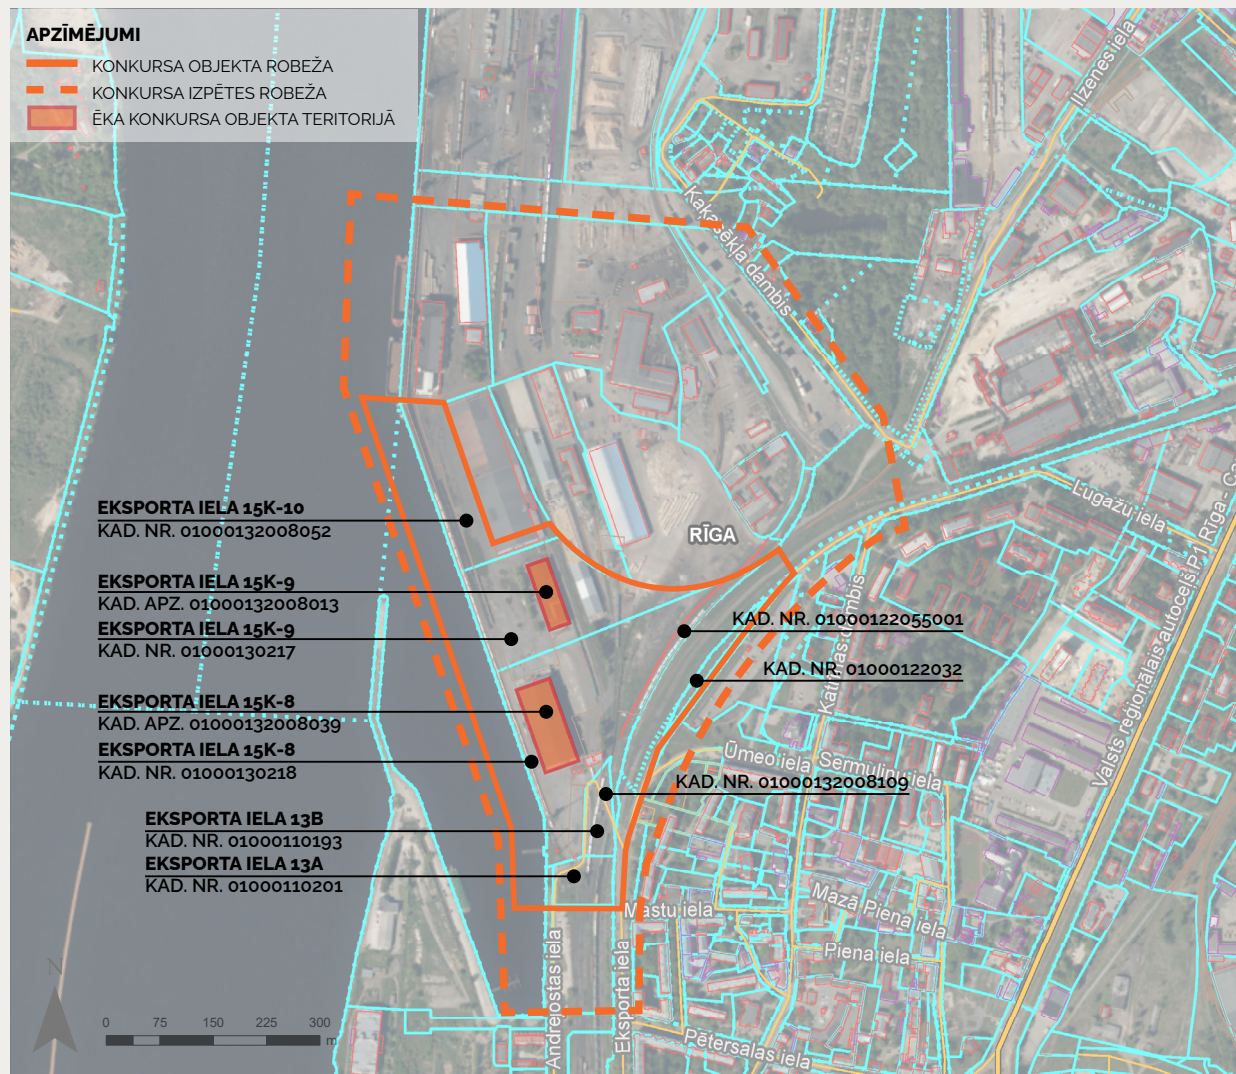 APZĪMĒJUMI
KONKURSA OBJEKTA ROBEŽA
KONKURSA IZPĒTES ROBEŽA
ĒKA KONKURSA OBJEKTA TERITORIJĀ
Ilzenes iela
Kaķasēkļa dambis
Lugažu iela
RĪGA
Valsts reģionālais autoceļš P1 Rīga - Ca
EKSPORTA IELA 15K-10
KAD. NR. 01000132008052
EKSPORTA IELA 15K-9
KAD. APZ. 01000132008013
EKSPORTA IELA 15K-9
KAD. NR. 01000130217
EKSPORTA IELA 15K-8
KAD. APZ. 01000132008039
EKSPORTA IELA 15K-8
KAD. NR. 01000130218
EKSPORTA IELA 13B
KAD. NR. 01000110193
EKSPORTA IELA 13A
KAD. NR. 01000110201
KAD. NR. 01000122055001
KAD. NR. 01000122032
KAD. NR. 01000132008109
Katrīnas dambis
Ūmeo iela
Sermuliņu iela
Mastu iela
Mazā Piena iela
Piena iela
Andrejostas iela
Eksporta iela
Pētersalas iela
N
0 75 150 225 300 m